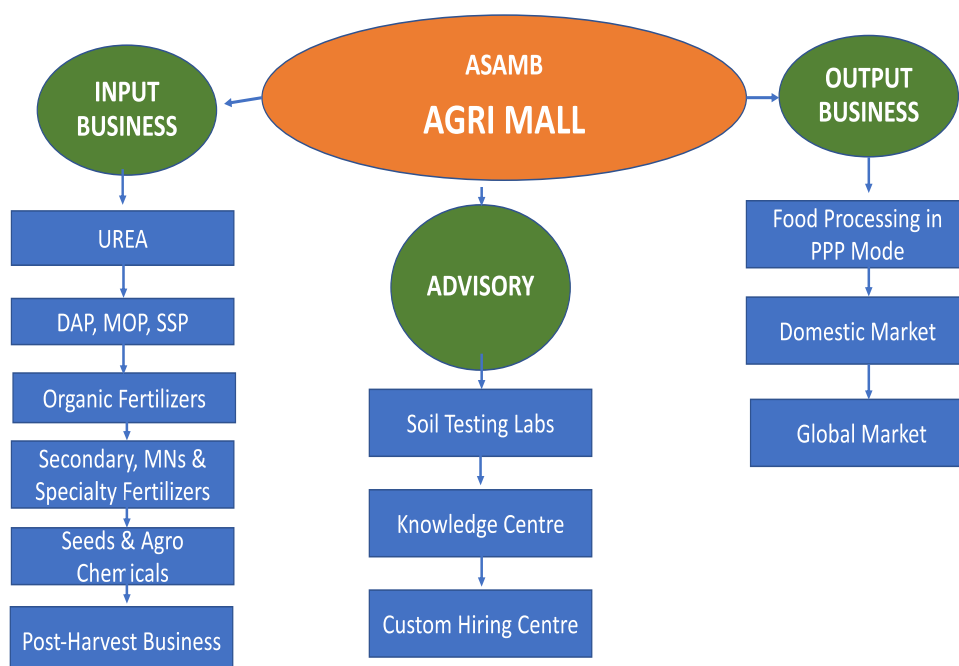 ASAMB
AGRI MALL
INPUT
BUSINESS
UREA
DAP, MOP, SSP
Organic Fertilizers
Secondary, MNs &
Specialty Fertilizers
Seeds & Agro
Chemicals
Post-Harvest Business
ADVISORY
Soil Testing Labs
Knowledge Centre
Custom Hiring Centre
OUTPUT
BUSINESS
Food Processing in
PPP Mode
Domestic Market
Global Market